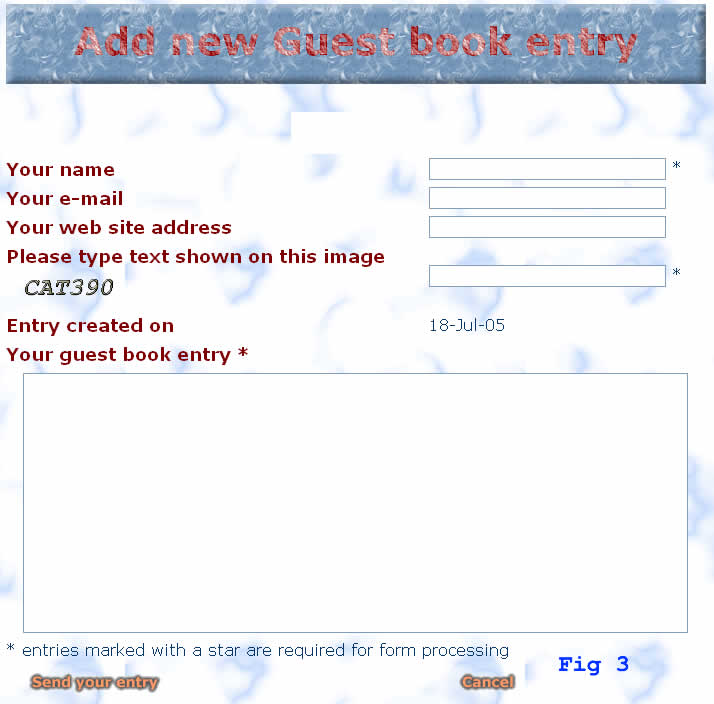 Add new Guest book entry
Your name *
Your e-mail
Your web site address
Please type text shown on this image
CAT390 *
Entry created on 18-Jul-05
Your guest book entry *
* entries marked with a star are required for form processing
Fig 3
Send your entry Cancel